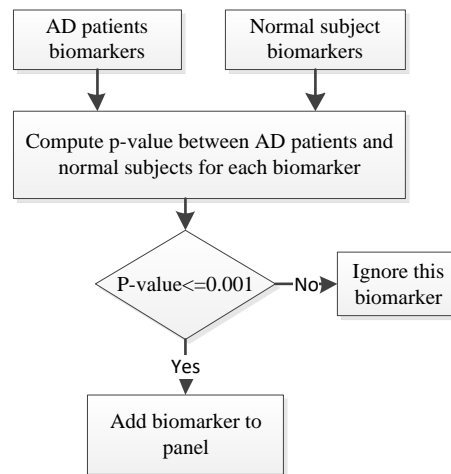 AD patients
biomarkers
Normal subject
biomarkers
Compute p-value between AD patients and
normal subjects for each biomarker
P-value<=0.001
No
Ignore this
biomarker
Yes
Add biomarker to
panel